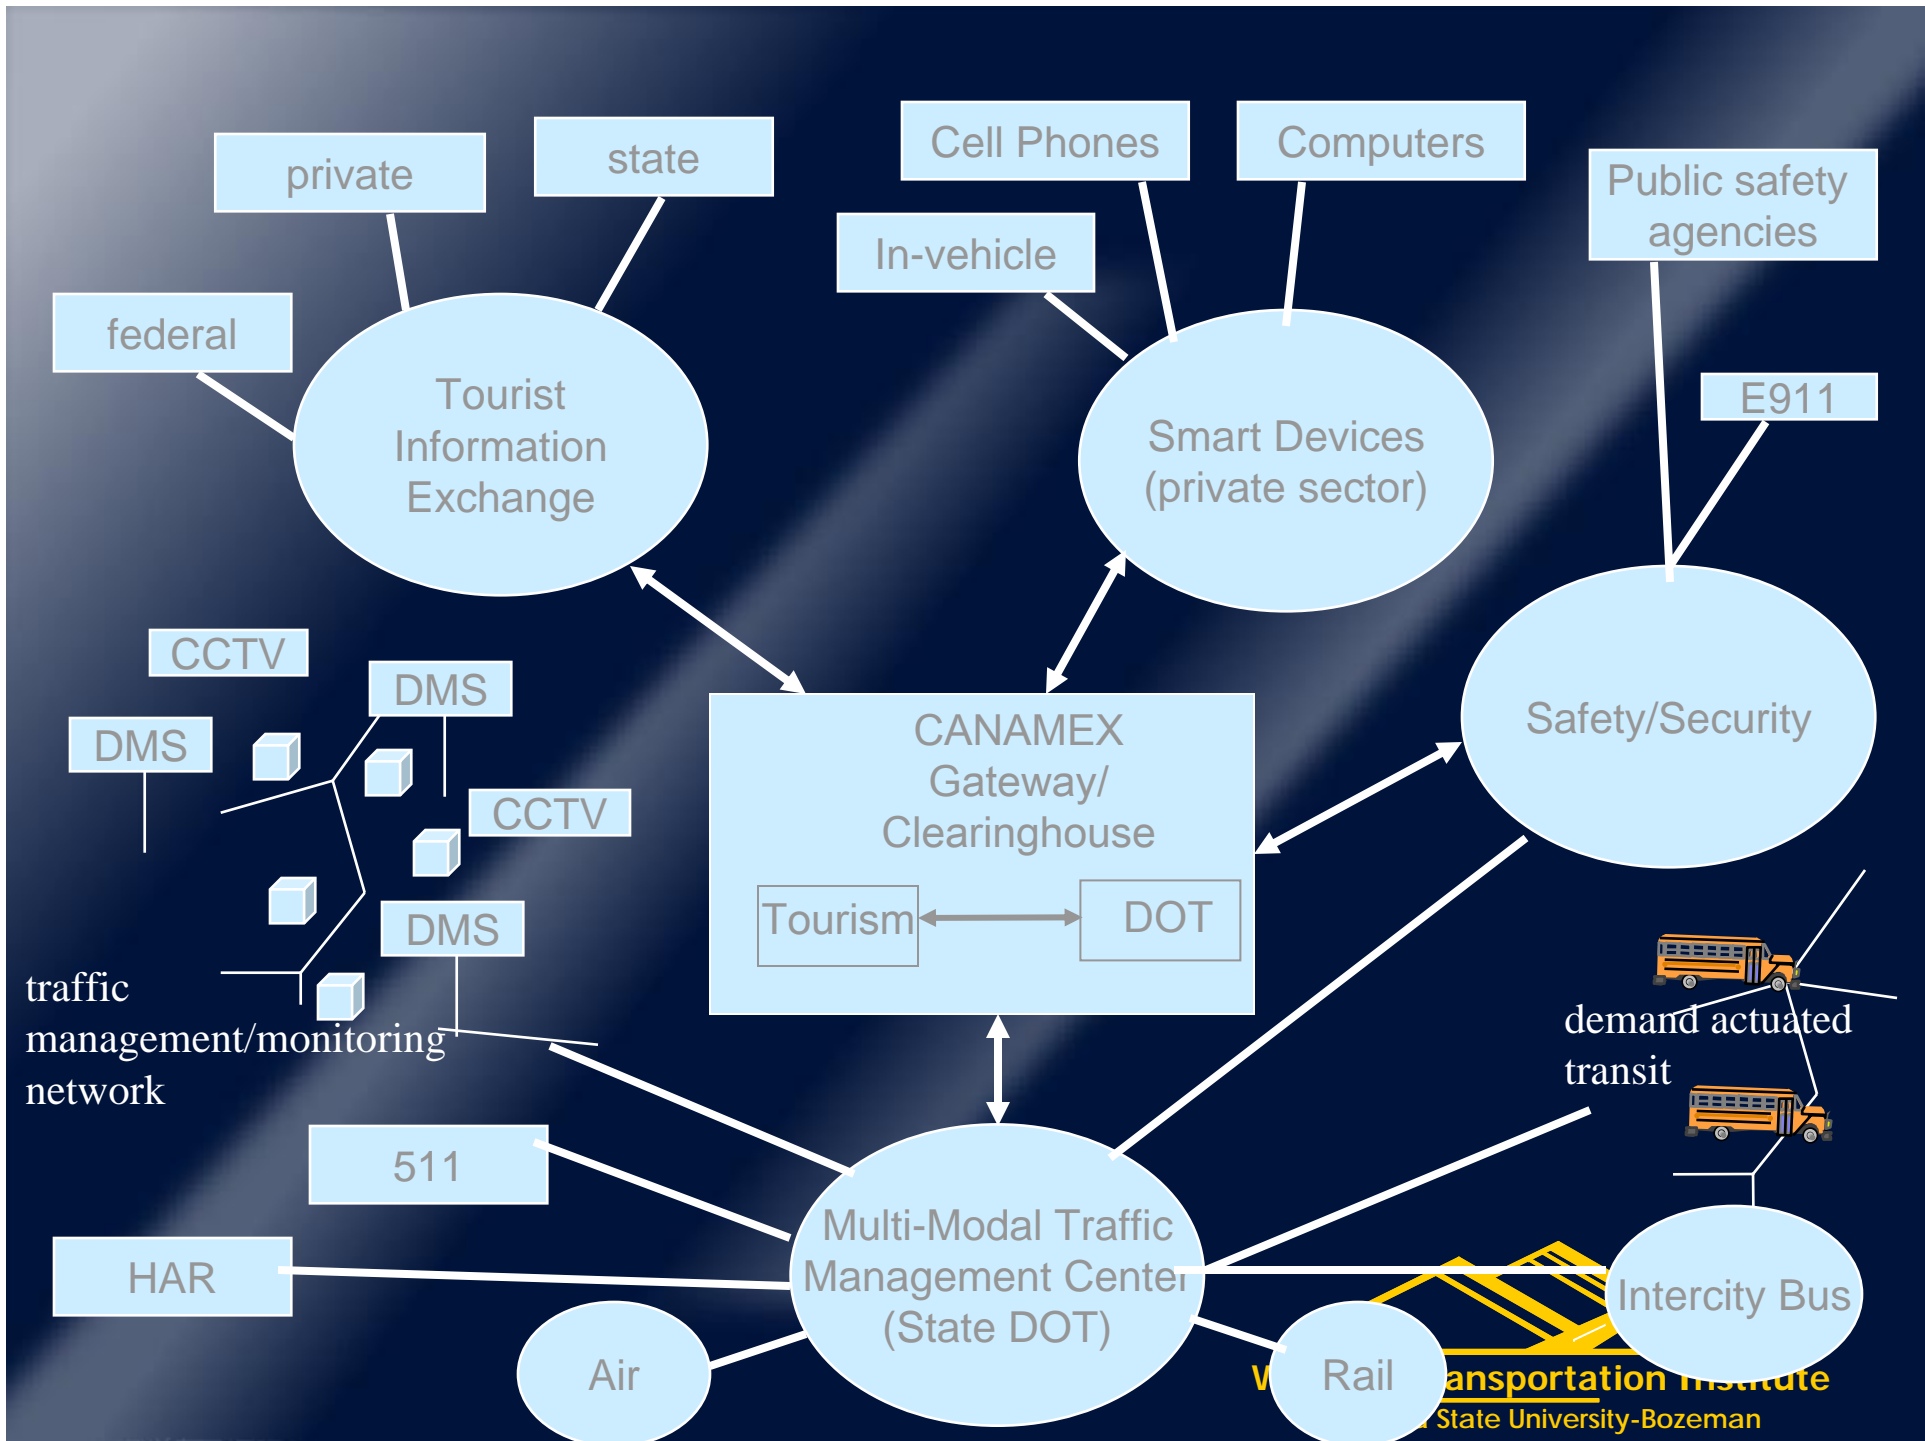 private
state
Cell Phones
Computers
Public safety
agencies
In-vehicle
federal
Tourist
Information
Exchange
Smart Devices
(private sector)
E911
CCTV
DMS
DMS
CCTV
DMS
Safety/Security
CANAMEX
Gateway/
Clearinghouse
Tourism
DOT
traffic
management/monitoring
network
demand actuated
transit
511
HAR
Multi-Modal Traffic
Management Center
(State DOT)
Air
Rail
Intercity Bus
ansportation Institute
State University-Bozeman